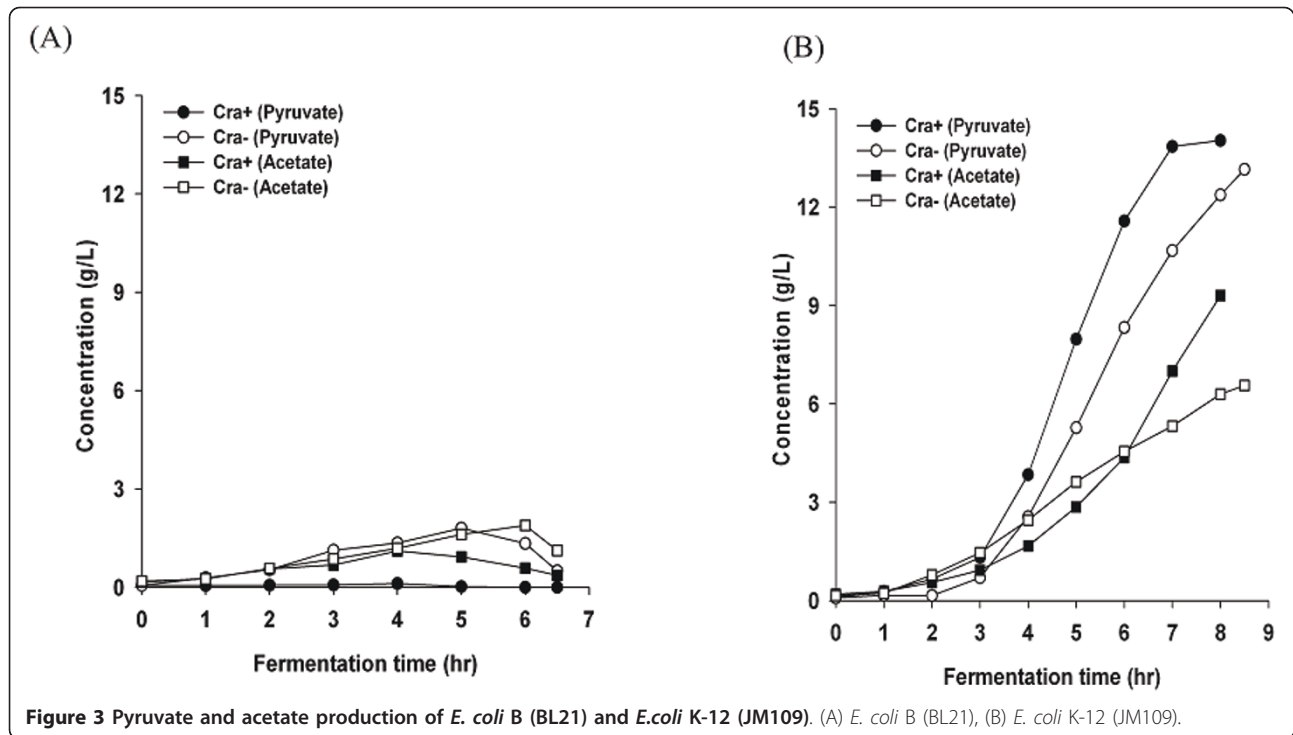 (A)
Cra+ (Pyruvate)
Cra- (Pyruvate)
Cra+ (Acetate)
Cra- (Acetate)
Concentration (g/L)
15
12
9
6
3
0
0 1 2 3 4 5 6 7
Fermentation time (hr)
(B)
Cra+ (Pyruvate)
Cra- (Pyruvate)
Cra+ (Acetate)
Cra- (Acetate)
Concentration (g/L)
15
12
9
6
3
0
0 1 2 3 4 5 6 7 8 9
Fermentation time (hr)
Figure 3 Pyruvate and acetate production of E. coli B (BL21) and E.coli K-12 (JM109). (A) E. coli B (BL21), (B) E. coli K-12 (JM109).